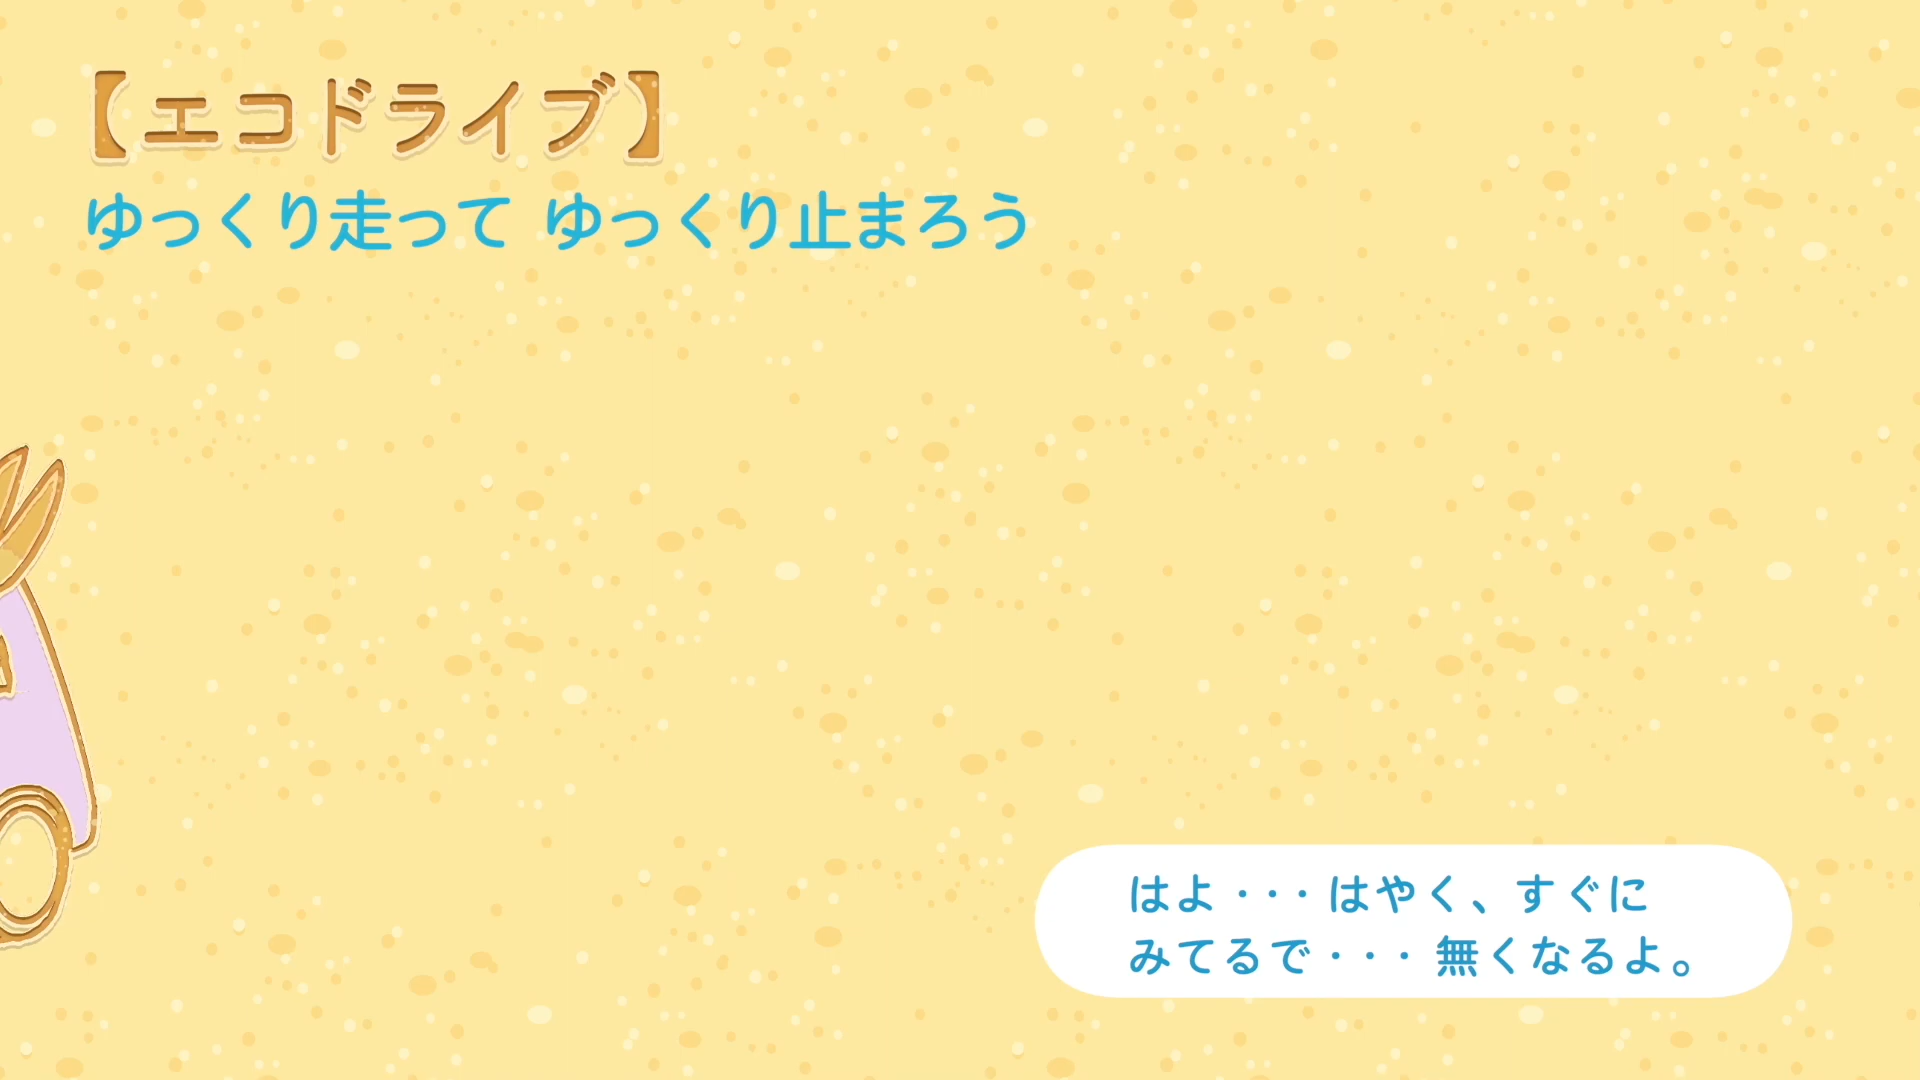 【エコドライブ】
ゆっくり走って ゆっくり止まろう
はよ・・・はやく、すぐに
みてるで・・・無くなるよ。